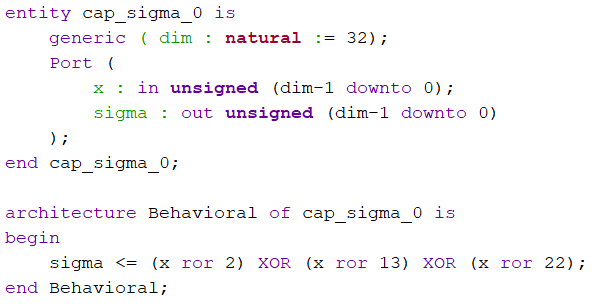 entity cap_sigma_0 is
    generic ( dim : natural := 32);
    Port (
        x : in unsigned (dim-1 downto 0);
        sigma : out unsigned (dim-1 downto 0)
    );
end cap_sigma_0;

architecture Behavioral of cap_sigma_0 is
begin
    sigma <= (x ror 2) XOR (x ror 13) XOR (x ror 22);
end Behavioral;